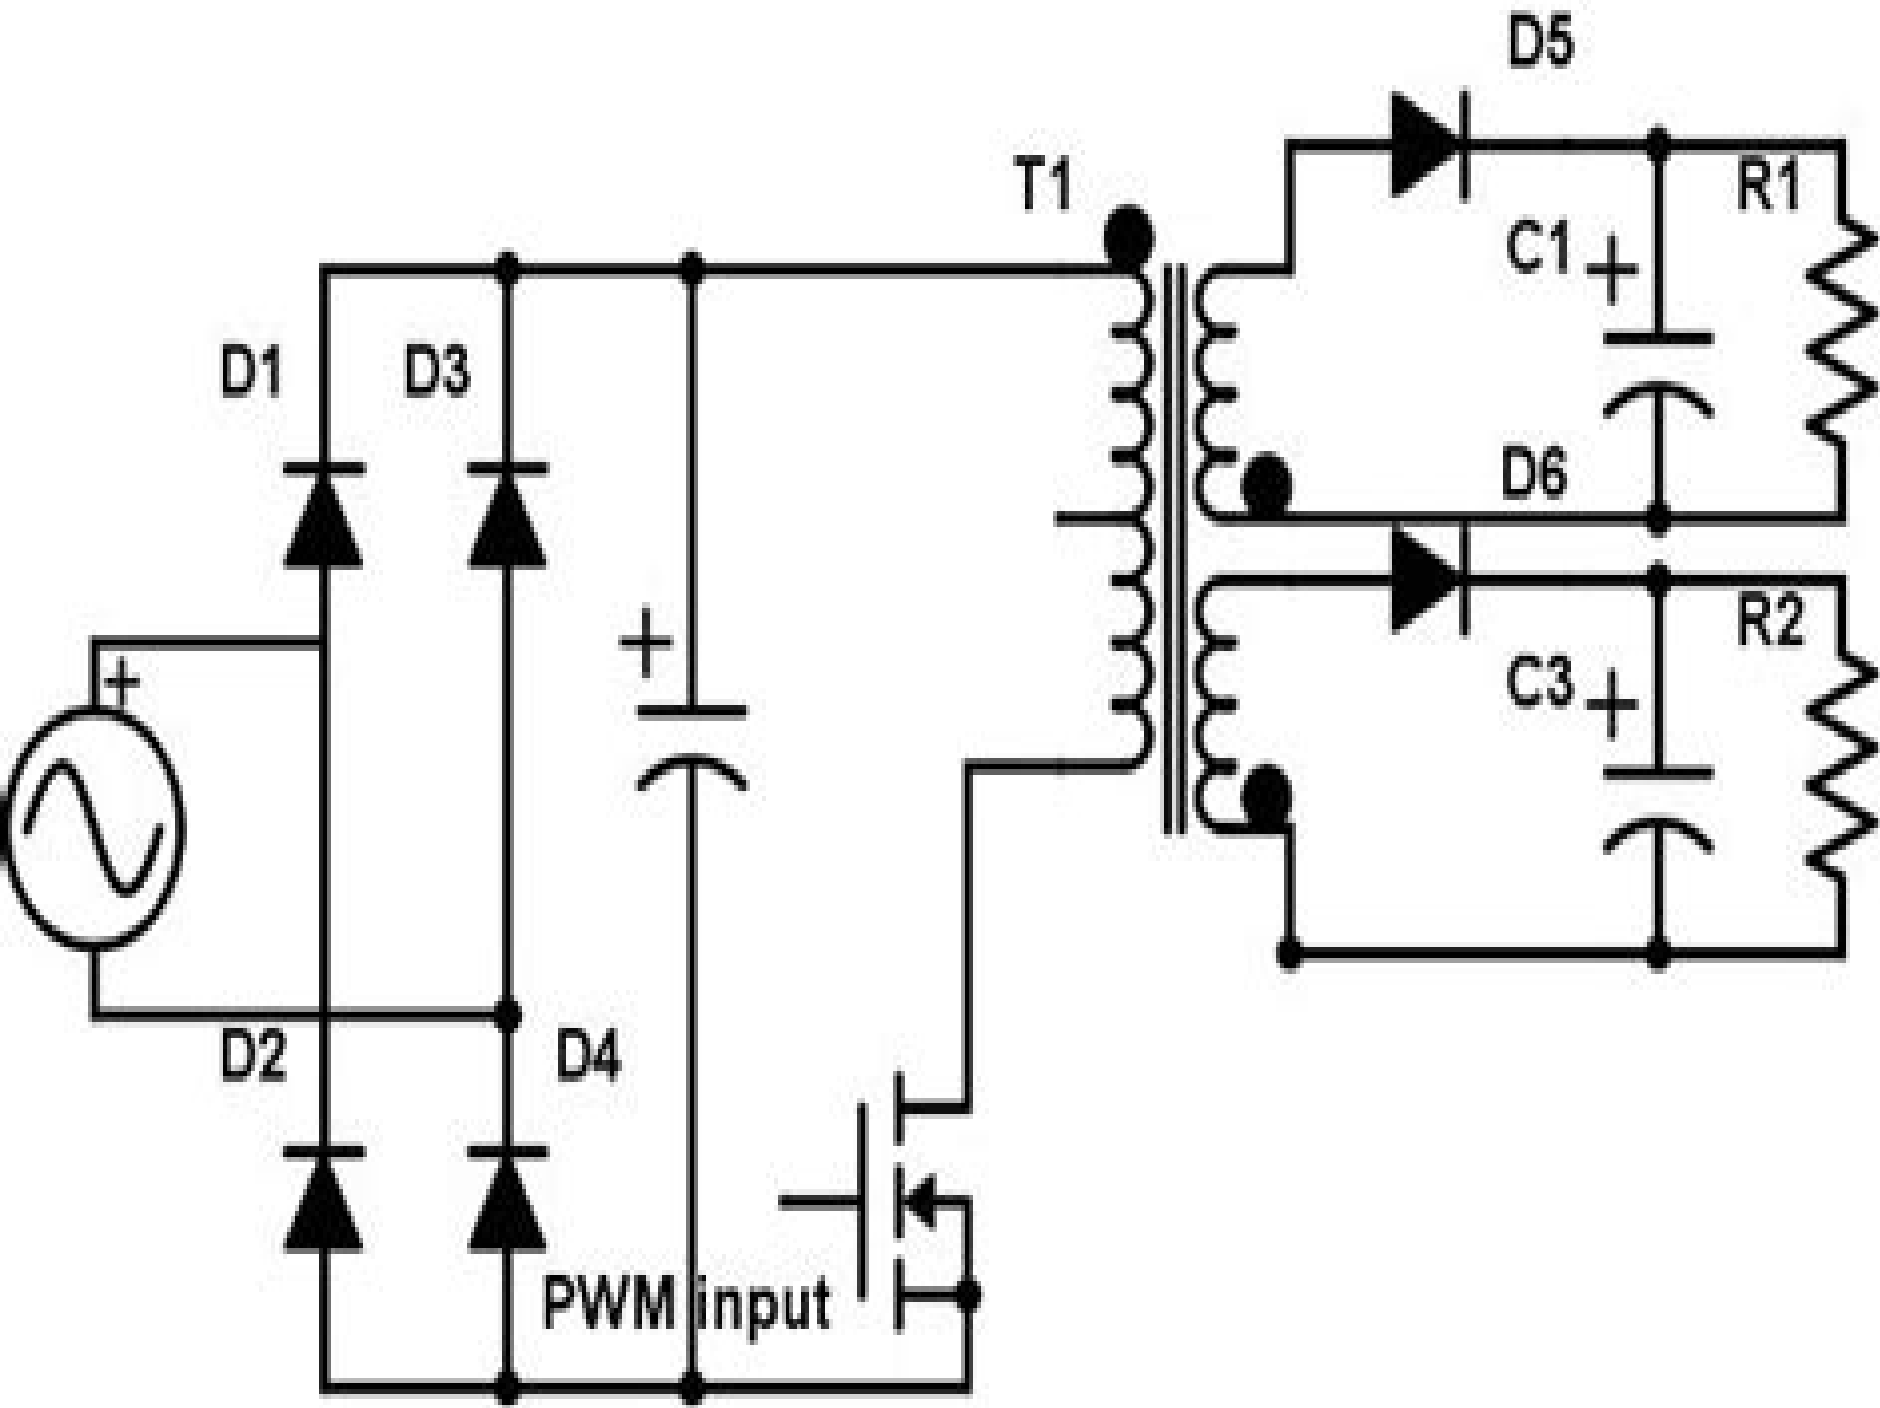 D5
T1
R1
C1 +
D1
D3
D6
+
R2
+
C3 +
D2
D4
PWM input